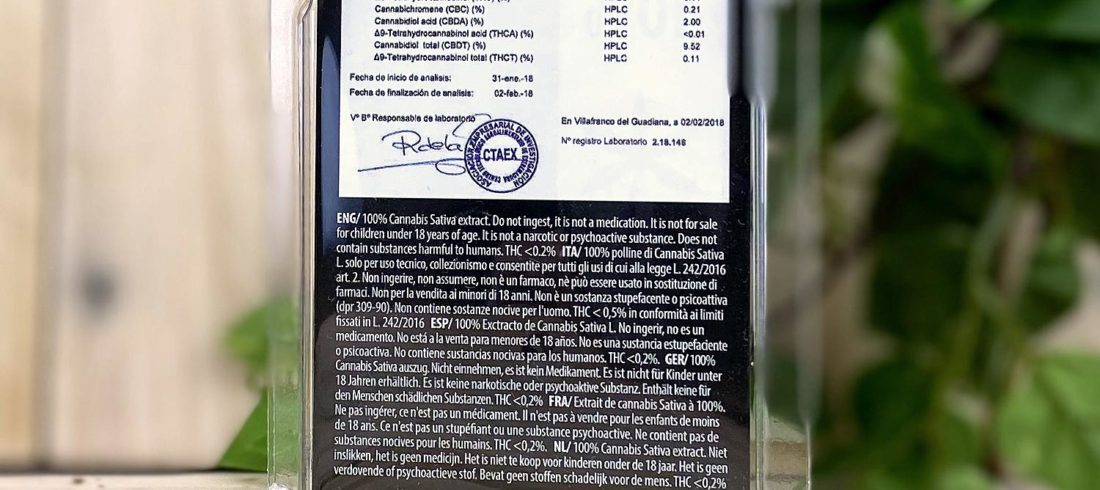 Cannabichrome (CBC) (%) HPLC 0.21
Cannabidiol acid (CBDA) (%) HPLC 2.00
Δ9-Tetrahydrocannabinol acid (THCA) (%) HPLC <0.01
Cannabidiol total (CBDT) (%) HPLC 9.52
Δ9-Tetrahydrocannabinol total (THCT) (%) HPLC 0.11
Fecha de inicio de analisis: 31-ene.-18
Fecha de finalización de analisis: 02-feb.-18
Vº Bº Responsable de laboratorio
En Villafranco del Guadiana, a 02/02/2018
Nº registro Laboratorio 2.18.146
ASOCIACIÓN EMPRESARIAL DE INVESTIGACIÓN
CTAEX
ENG/ 100% Cannabis Sativa extract. Do not ingest, it is not a medication. It is not for sale
for children under 18 years of age. It is not a narcotic or psychoactive substance. Does not
contain substances harmful to humans. THC <0.2% ITA/ 100% polline di Cannabis Sativa
L. solo per uso tecnico, collezionismo e consentite per tutti gli usi di cui alla legge L. 242/2016
art. 2. Non ingerire, non assumere, non è un farmaco, nè può essere usato in sostituzione di
farmaci. Non per la vendita ai minori di 18 anni. Non è un sostanza stupefacente o psicoattiva
(dpr 309-90). Non contiene sostanze nocive per l'uomo. THC < 0,5% in conformità ai limiti
fissati in L. 242/2016 ESP/ 100% Exctracto de Cannabis Sativa L. No ingerir, no es un
medicamento. No está a la venta para menores de 18 años. No es una sustancia estupefaciente
o psicoactiva. No contiene sustancias nocivas para los humanos. THC <0,2%. GER/ 100%
Cannabis Sativa auszug. Nicht einnehmen, es ist kein Medikament. Es ist nicht für Kinder unter
18 Jahren erhältlich. Es ist keine narkotische oder psychoaktive Substanz. Enthält keine für
den Menschen schädlichen Substanzen. THC <0,2% FRA/ Extrait de cannabis Sativa à 100%.
Ne pas ingérer, ce n'est pas un médicament. Il n'est pas à vendre pour les enfants de moins
de 18 ans. Ce n'est pas un stupéfiant ou une substance psychoactive. Ne contient pas de
substances nocives pour les humains. THC <0,2%. NL/ 100% Cannabis Sativa extract. Niet
inslikken, het is geen medicijn. Het is niet te koop voor kinderen onder de 18 jaar. Het is geen
verdovende of psychoactieve stof. Bevat geen stoffen schadelijk voor de mens. THC <0,2%